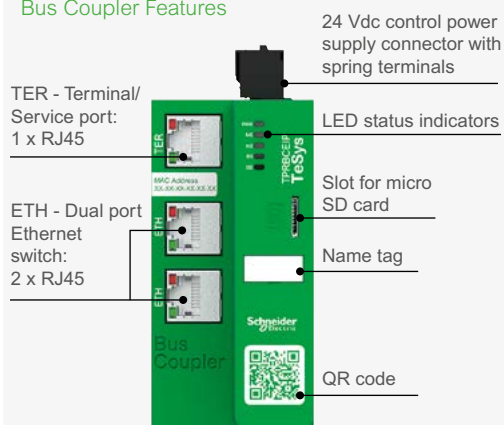 Bus Coupler Features
24 Vdc control power
supply connector with
spring terminals
TER - Terminal/
Service port:
1 x RJ45
LED status indicators
TER
TPRBCEIP
TeSys
MAC Address
XX-XX-XX-XX-XX-XX
Slot for micro
SD card
ETH - Dual port
Ethernet
switch:
2 x RJ45
ETH
Name tag
ETH
Schneider
Electric
Bus
Coupler
QR code